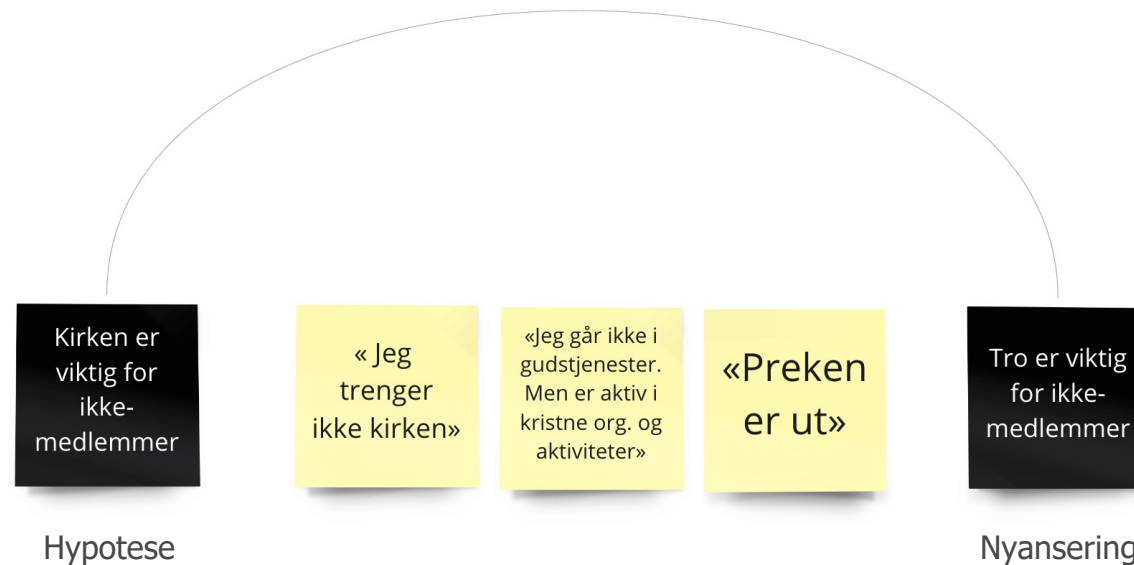 Kirken er
viktig for
ikke-
medlemmer
« Jeg
trenger
ikke kirken»
«Jeg går ikke i
gudstjenester.
Men er aktiv i
kristne org. og
aktiviteter»
«Preken
er ut»
Tro er viktig
for ikke-
medlemmer
Hypotese
Nyansering